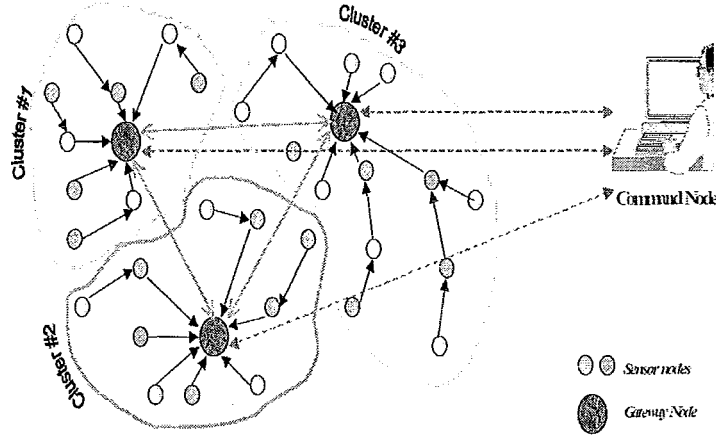 Cluster #3
Cluster #1
Command Node
Cluster #2
Sensor nodes
Gateway Node